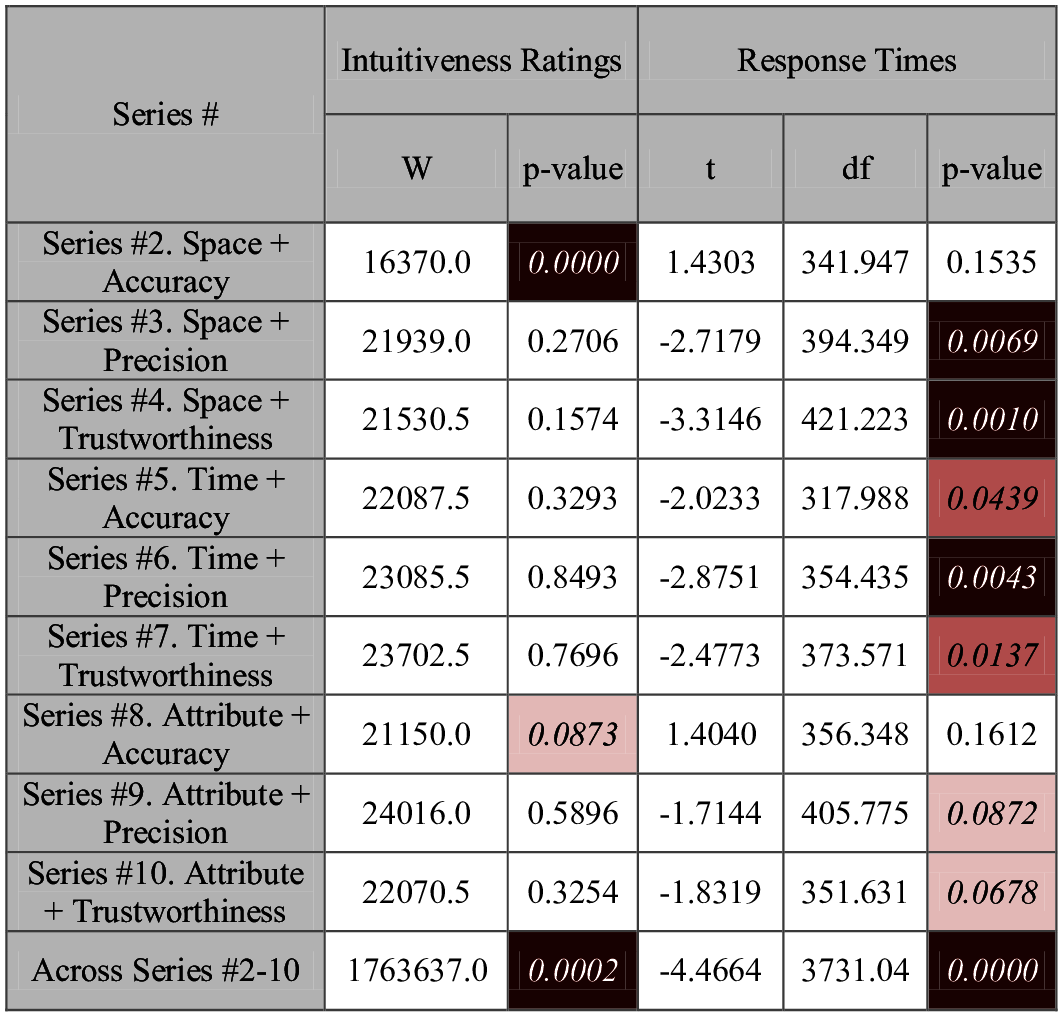 Series #
Intuitiveness Ratings
Response Times
W
p-value
t
df
p-value
Series #2. Space +
Accuracy
16370.0
0.0000
1.4303
341.947
0.1535
Series #3. Space +
Precision
21939.0
0.2706
-2.7179
394.349
0.0069
Series #4. Space +
Trustworthiness
21530.5
0.1574
-3.3146
421.223
0.0010
Series #5. Time +
Accuracy
22087.5
0.3293
-2.0233
317.988
0.0439
Series #6. Time +
Precision
23085.5
0.8493
-2.8751
354.435
0.0043
Series #7. Time +
Trustworthiness
23702.5
0.7696
-2.4773
373.571
0.0137
Series #8. Attribute +
Accuracy
21150.0
0.0873
1.4040
356.348
0.1612
Series #9. Attribute +
Precision
24016.0
0.5896
-1.7144
405.775
0.0872
Series #10. Attribute
+ Trustworthiness
22070.5
0.3254
-1.8319
351.631
0.0678
Across Series #2-10
1763637.0
0.0002
-4.4664
3731.04
0.0000